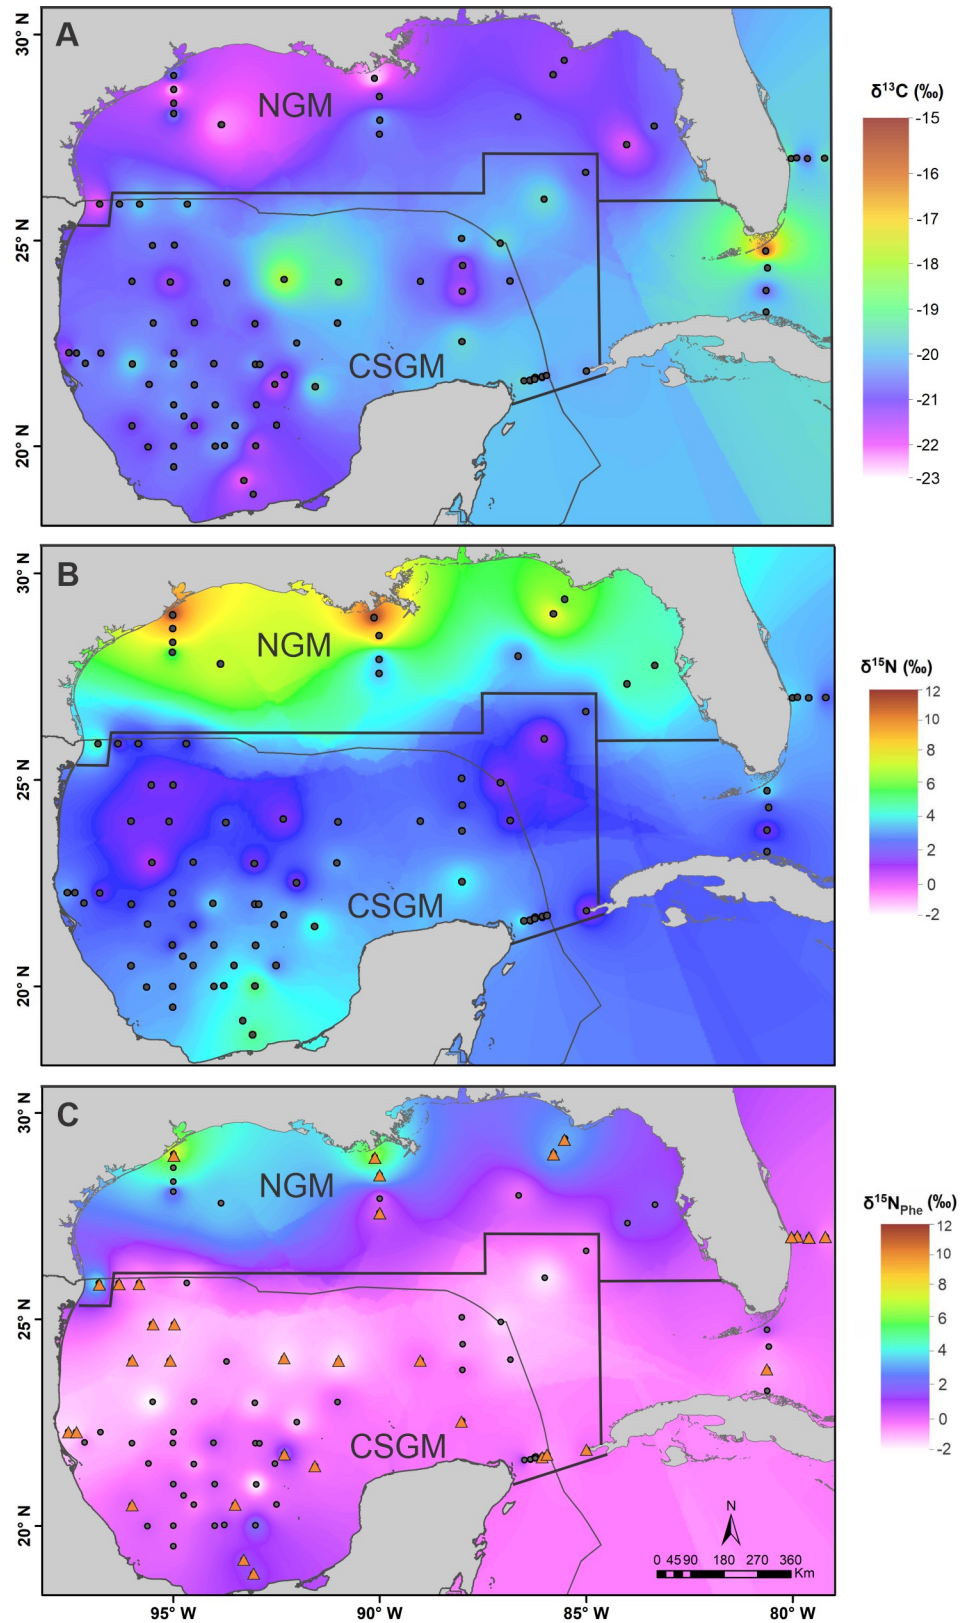 A
30° N
25° N
20° N
NGM
CSGM
δ¹³C (‰)
-15
-16
-17
-18
-19
-20
-21
-22
-23
B
30° N
25° N
20° N
NGM
CSGM
δ¹⁵N (‰)
12
10
8
6
4
2
0
-2
C
30° N
25° N
20° N
NGM
CSGM
δ¹⁵N_Phe (‰)
12
10
8
6
4
2
0
-2
N
0 45 90 180 270 360
Km
95° W 90° W 85° W 80° W